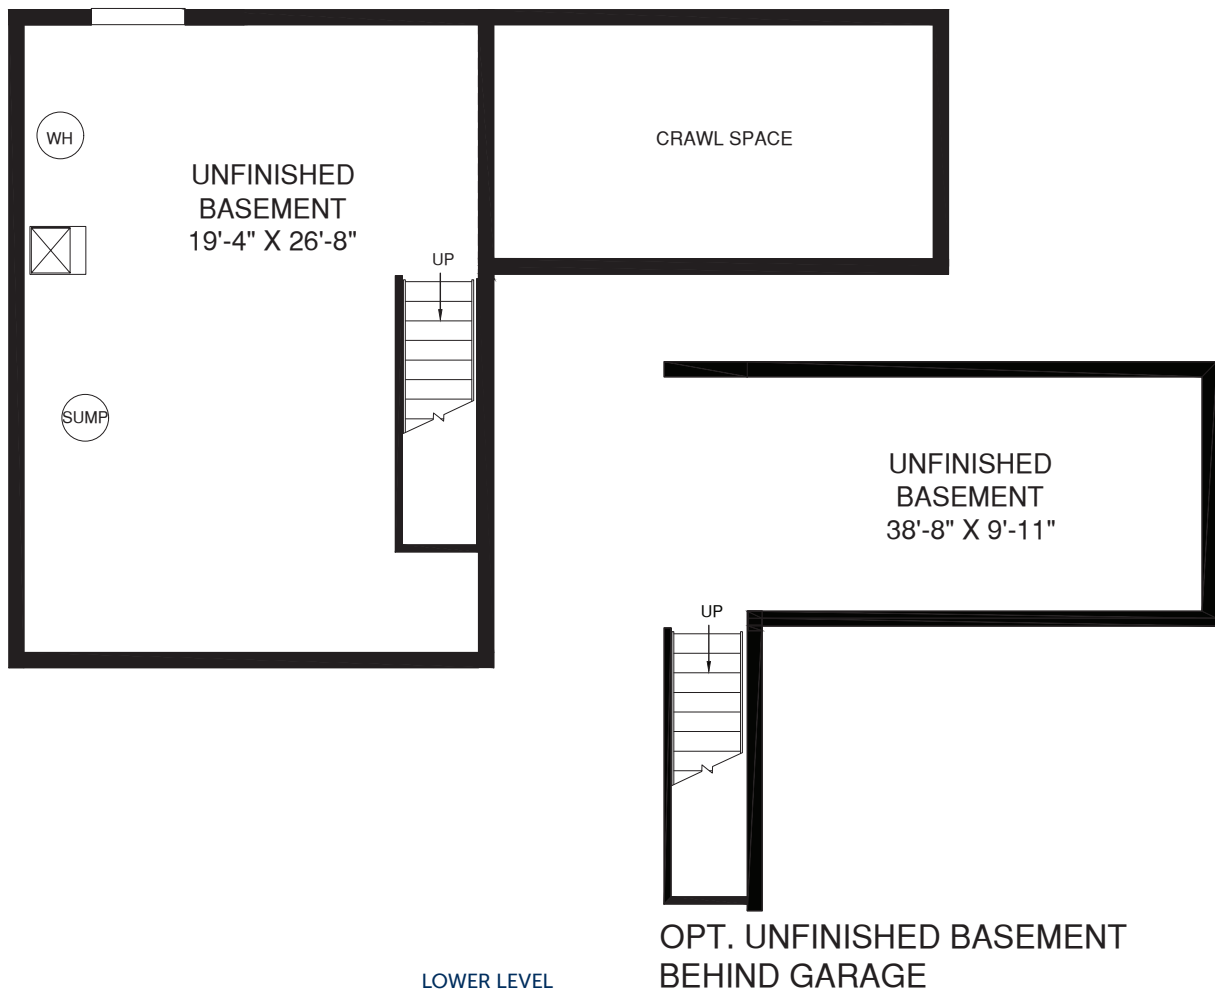 WH
UNFINISHED
BASEMENT
19'-4" X 26'-8"
CRAWL SPACE
UP
SUMP
UNFINISHED
BASEMENT
38'-8" X 9'-11"
UP
OPT. UNFINISHED BASEMENT
BEHIND GARAGE
LOWER LEVEL